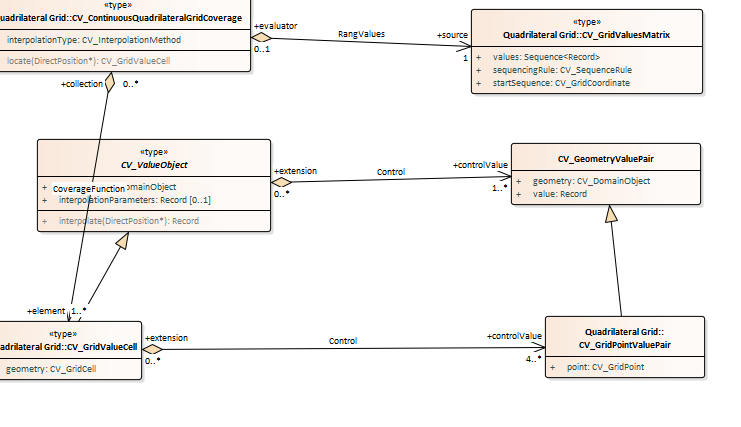 «type»
uadrilateral Grid::CV_ContinuousQuadrilateralGridCoverage
interpolationType: CV_InterpolationMethod
locate(DirectPosition*): CV_GridValueCell
+evaluator
0..1
RangValues
+source
1
«type»
Quadrilateral Grid::CV_GridValuesMatrix
+ values: Sequence<Record>
+ sequencingRule: CV_SequenceRule
+ startSequence: CV_GridCoordinate
+collection
0..*
«type»
CV_ValueObject
+ CoverageFunction omainObject
+ interpolationParameters: Record [0..1]
+ interpolate(DirectPosition*): Record
+extension
0..*
Control
+controlValue
1..*
CV_GeometryValuePair
+ geometry: CV_DomainObject
+ value: Record
+element
1..*
«type»
adrilateral Grid::CV_GridValueCell
geometry: CV_GridCell
+extension
0..*
Control
+controlValue
4..*
Quadrilateral Grid::
CV_GridPointValuePair
+ point: CV_GridPoint